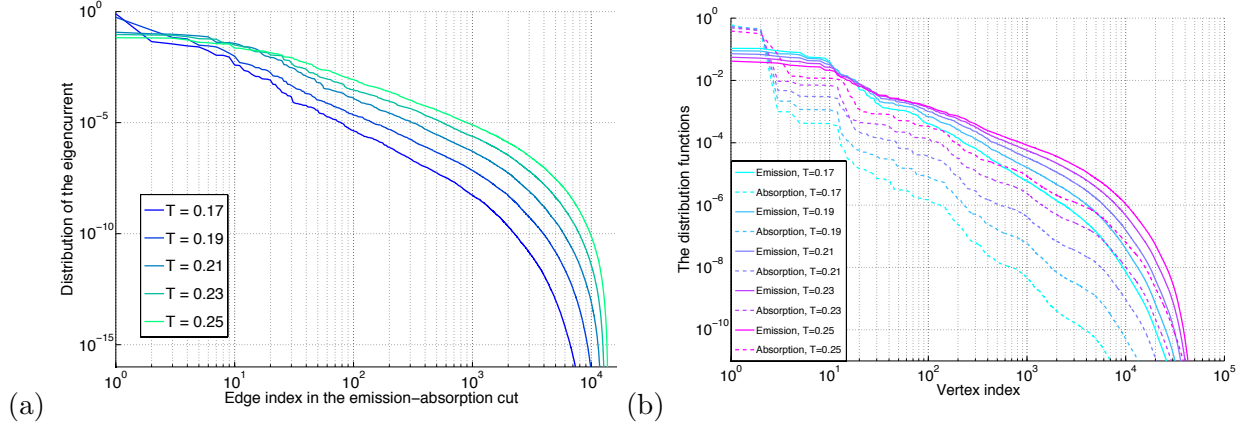 Distribution of the eigencurrent
10^0
10^-5
10^-10
10^-15
T = 0.17
T = 0.19
T = 0.21
T = 0.23
T = 0.25
10^0 10^1 10^2 10^3 10^4
Edge index in the emission−absorption cut
(a)
The distribution functions
10^0
10^-2
10^-4
10^-6
10^-8
10^-10
Emission, T=0.17
Absorption, T=0.17
Emission, T=0.19
Absorption, T=0.19
Emission, T=0.21
Absorption, T=0.21
Emission, T=0.23
Absorption, T=0.23
Emission, T=0.25
Absorption, T=0.25
10^0 10^1 10^2 10^3 10^4 10^5
Vertex index
(b)